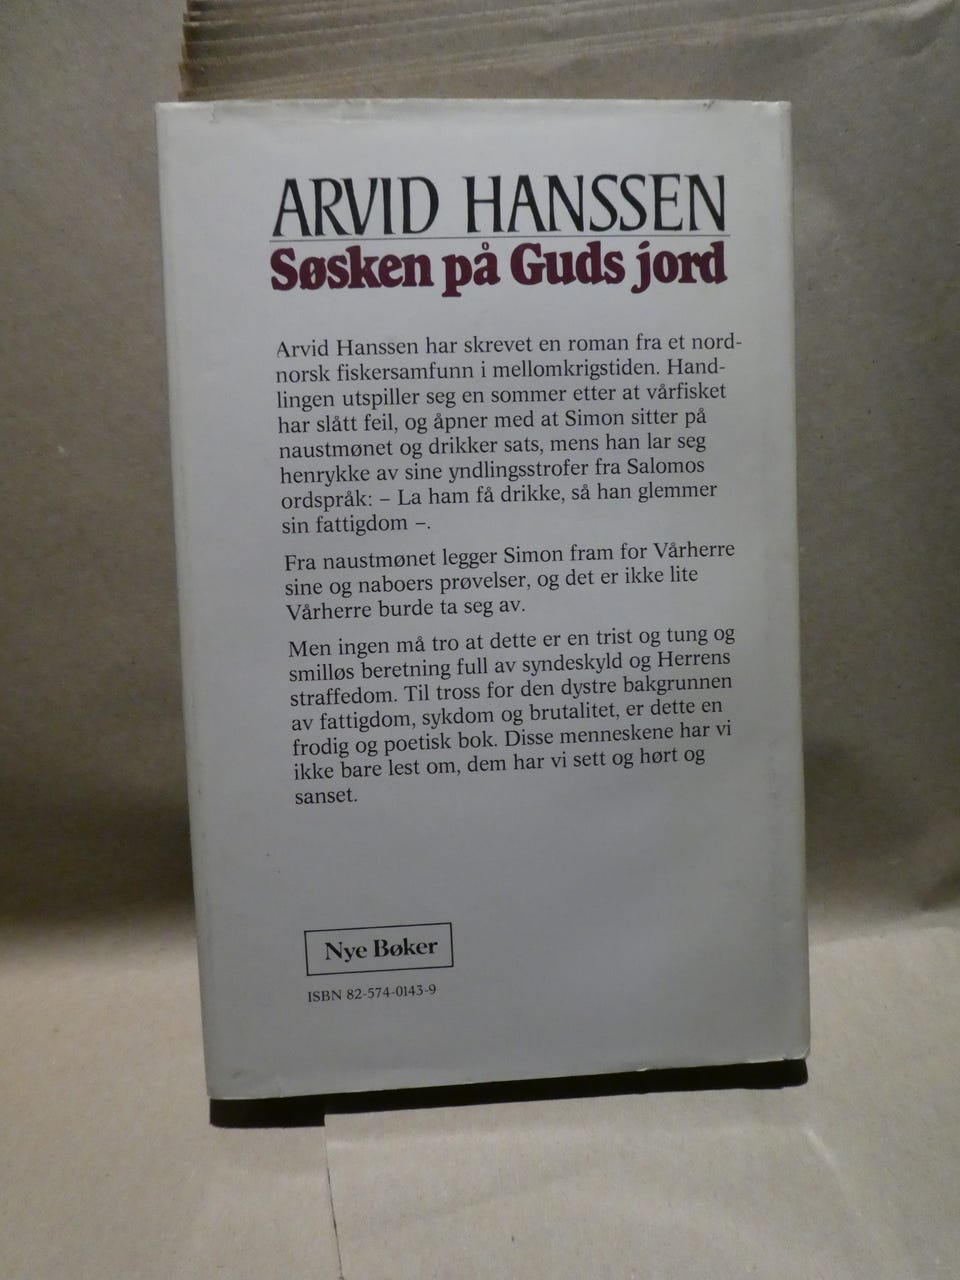 ARVID HANSSEN
Søsken på Guds jord
Arvid Hanssen har skrevet en roman fra et nord-
norsk fiskersamfunn i mellomkrigstiden. Hand-
lingen utspiller seg en sommer etter at vårfisket
har slått feil, og åpner med at Simon sitter på
naustmønet og drikker sats, mens han lar seg
henrykke av sine yndlingsstrofer fra Salomos
ordspråk: – La ham få drikke, så han glemmer
sin fattigdom –.
Fra naustmønet legger Simon fram for Vårherre
sine og naboers prøvelser, og det er ikke lite
Vårherre burde ta seg av.
Men ingen må tro at dette er en trist og tung og
smilløs beretning full av syndeskyld og Herrens
straffedom. Til tross for den dystre bakgrunnen
av fattigdom, sykdom og brutalitet, er dette en
frodig og poetisk bok. Disse menneskene har vi
ikke bare lest om, dem har vi sett og hørt og
sanset.
Nye Bøker
ISBN 82-574-0143-9